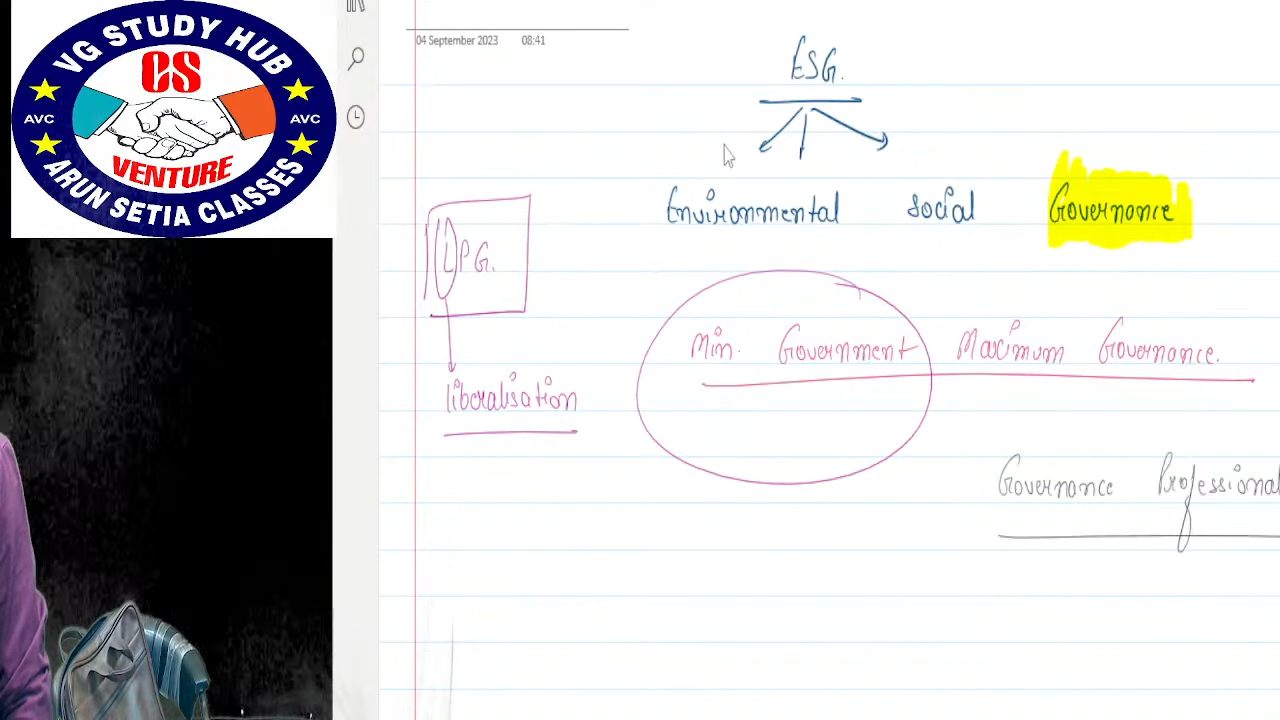 VG STUDY HUB
CS
AVC
AVC
VENTURE
ARUN SETIA CLASSES
04 September 2023 08:41
ESG.
Environmental Social Governance
LPG.
Min. Government Maximum Governance.
liberalisation
Governance Professional